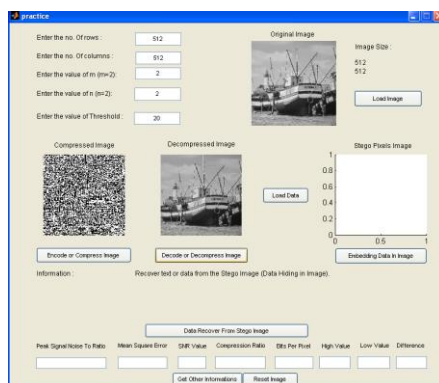 practice
Enter the no. Of rows : 512
Original Image
Enter the no. Of columns : 512
Image Size :
512
512
Enter the value of m (m=2): 2
Enter the value of n (n=2): 2
Load Image
Enter the value of Threshold : 20
Compressed Image Decompressed Image Stego Pixels Image
1
0.8
0.6
Load Data
0.4
0.2
0
0 0.5 1
Encode or Compress Image Decode or Decompress Image Embedding Data In Image
Information : Recover text or data from the Stego Image (Data Hiding in Image).
Data Recover From Stego Image
Peak Signal Noise To Ratio Mean Square Error SNR Value Compression Ratio Bits Per Pixel High Value Low Value Difference
Get Other Informations Reset Image